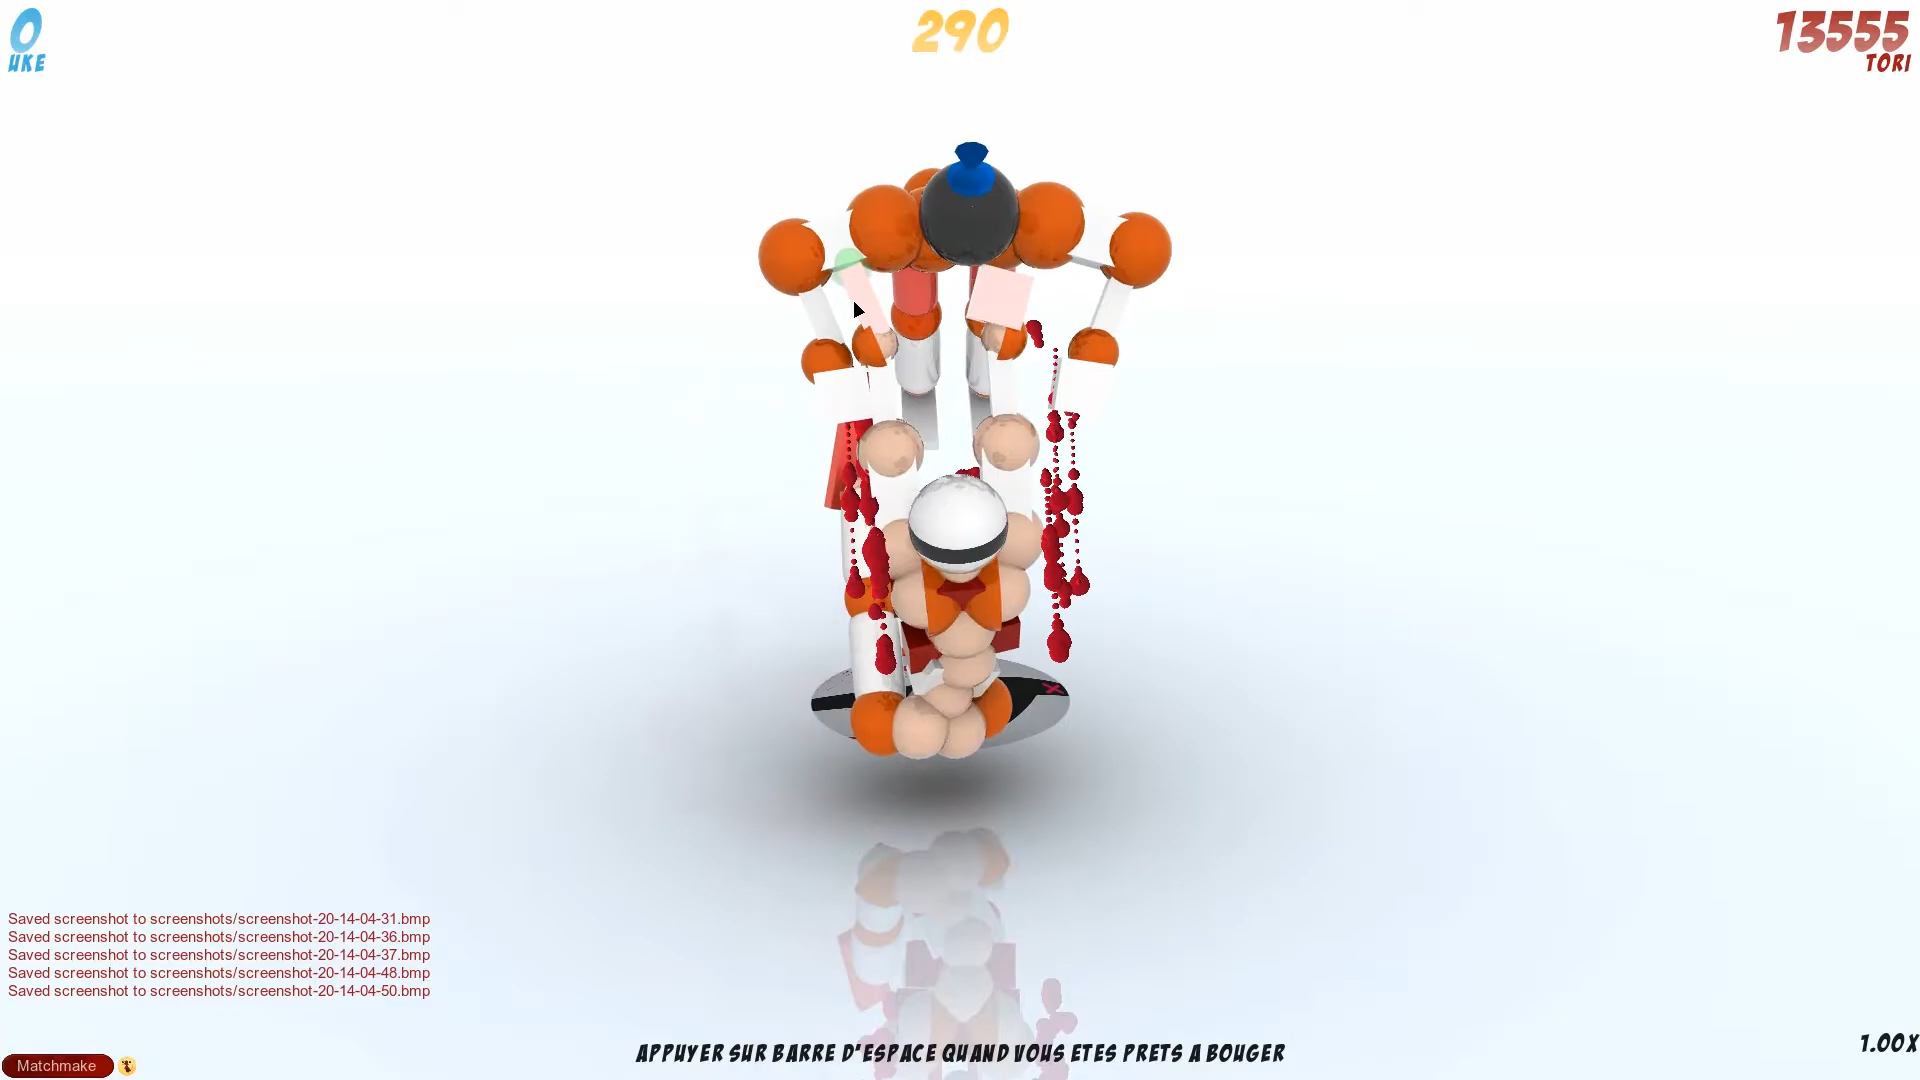 0
UKE
290
13555
TORI
Saved screenshot to screenshots/screenshot-20-14-04-31.bmp
Saved screenshot to screenshots/screenshot-20-14-04-36.bmp
Saved screenshot to screenshots/screenshot-20-14-04-37.bmp
Saved screenshot to screenshots/screenshot-20-14-04-48.bmp
Saved screenshot to screenshots/screenshot-20-14-04-50.bmp
APPUYER SUR BARRE D'ESPACE QUAND VOUS ETES PRETS A BOUGER
1.00X
Matchmake